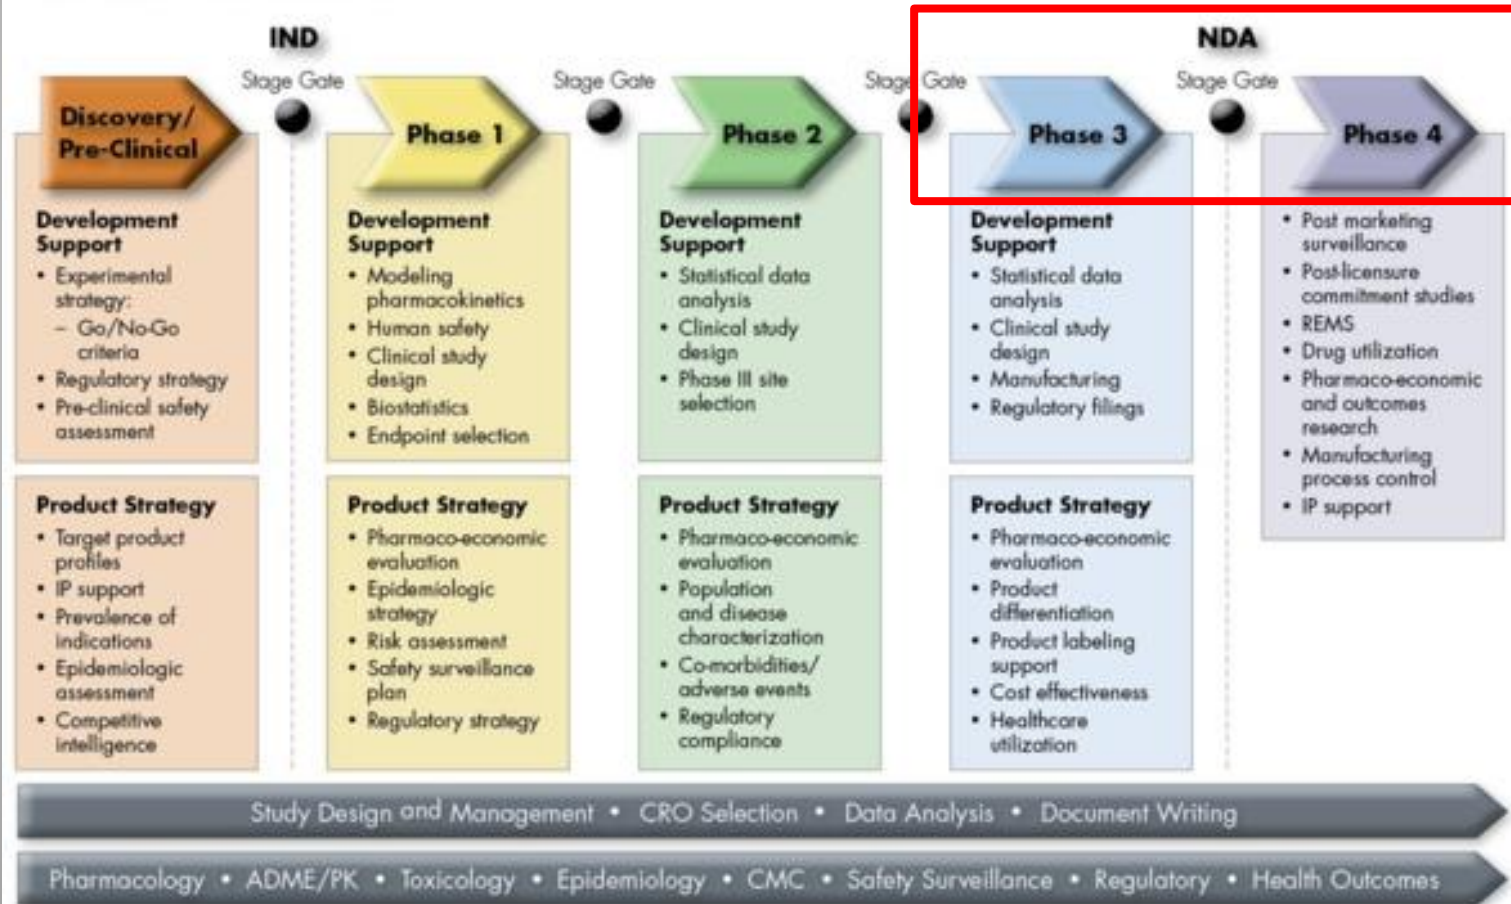 IND
NDA
Stage Gate
Stage Gate
Stage Gate
Stage Gate
Discovery/
Pre-Clinical
Phase 1
Phase 2
Phase 3
Phase 4
Development
Support
• Experimental
strategy:
– Go/No-Go
criteria
• Regulatory strategy
• Pre-clinical safety
assessment
Product Strategy
• Target product
profiles
• IP support
• Prevalence of
indications
• Epidemiologic
assessment
• Competitive
intelligence
Development
Support
• Modeling
pharmacokinetics
• Human safety
• Clinical study
design
• Biostatistics
• Endpoint selection
Product Strategy
• Pharmaco-economic
evaluation
• Epidemiologic
strategy
• Risk assessment
• Safety surveillance
plan
• Regulatory strategy
Development
Support
• Statistical data
analysis
• Clinical study
design
• Phase III site
selection
Product Strategy
• Pharmaco-economic
evaluation
• Population
and disease
characterization
• Co-morbidities/
adverse events
• Regulatory
compliance
Development
Support
• Statistical data
analysis
• Clinical study
design
• Manufacturing
• Regulatory filings
Product Strategy
• Pharmaco-economic
evaluation
• Product
differentiation
• Product labeling
support
• Cost effectiveness
• Healthcare
utilization
• Post marketing
surveillance
• Post-licensure
commitment studies
• REMS
• Drug utilization
• Pharmaco-economic
and outcomes
research
• Manufacturing
process control
• IP support
Study Design and Management • CRO Selection • Data Analysis • Document Writing
Pharmacology • ADME/PK • Toxicology • Epidemiology • CMC • Safety Surveillance • Regulatory • Health Outcomes